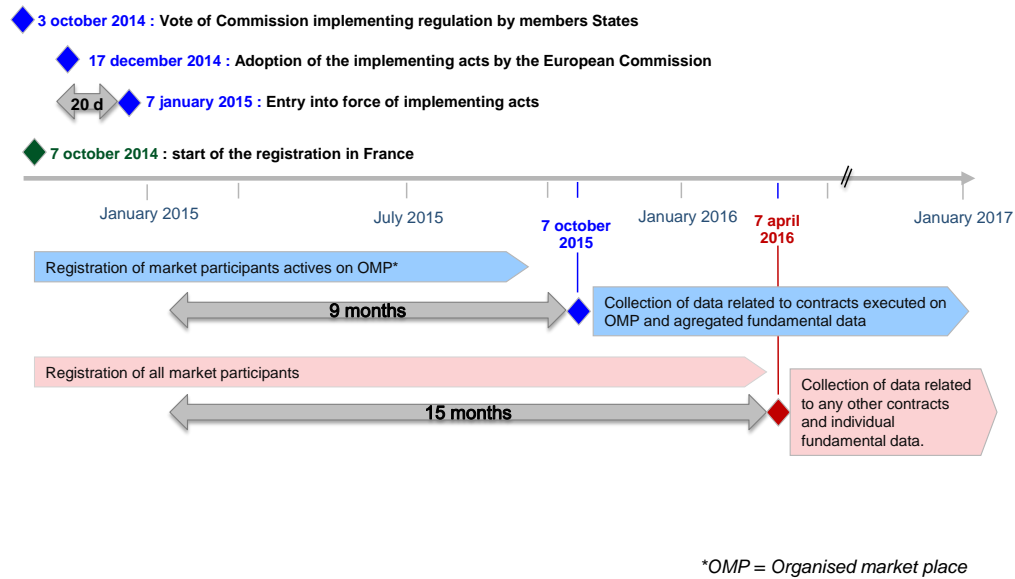 3 october 2014 : Vote of Commission implementing regulation by members States
17 december 2014 : Adoption of the implementing acts by the European Commission
20 d
7 january 2015 : Entry into force of implementing acts
7 october 2014 : start of the registration in France
January 2015
July 2015
7 october
2015
January 2016
7 april
2016
January 2017
Registration of market participants actives on OMP*
9 months
Collection of data related to contracts executed on
OMP and agregated fundamental data
Registration of all market participants
15 months
Collection of data related
to any other contracts
and individual
fundamental data.
*OMP = Organised market place